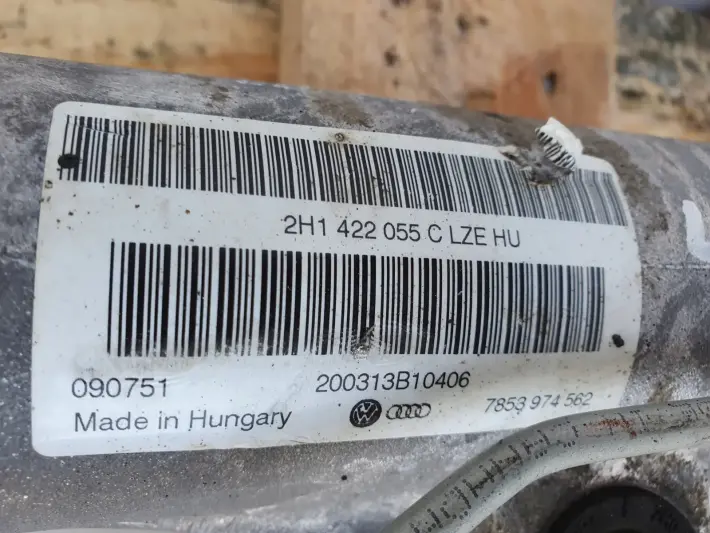 2H1 422 055 C LZE HU
090751 200313B10406 7853 974 562
Made in Hungary